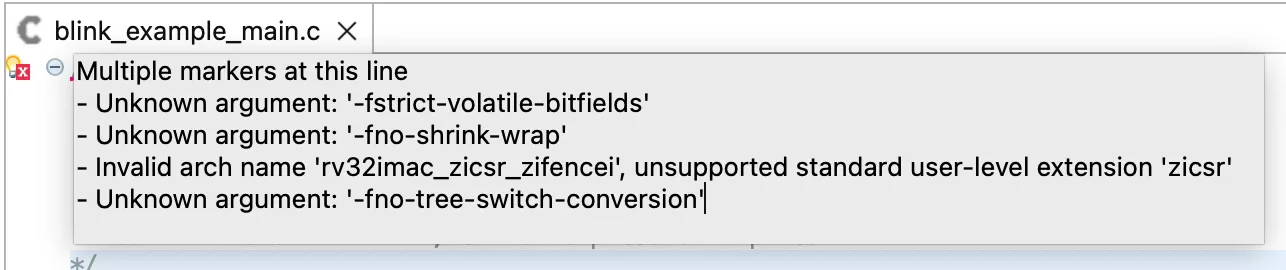 blink_example_main.c
Multiple markers at this line
- Unknown argument: '-fstrict-volatile-bitfields'
- Unknown argument: '-fno-shrink-wrap'
- Invalid arch name 'rv32imac_zicsr_zifencei', unsupported standard user-level extension 'zicsr'
- Unknown argument: '-fno-tree-switch-conversion'
*/